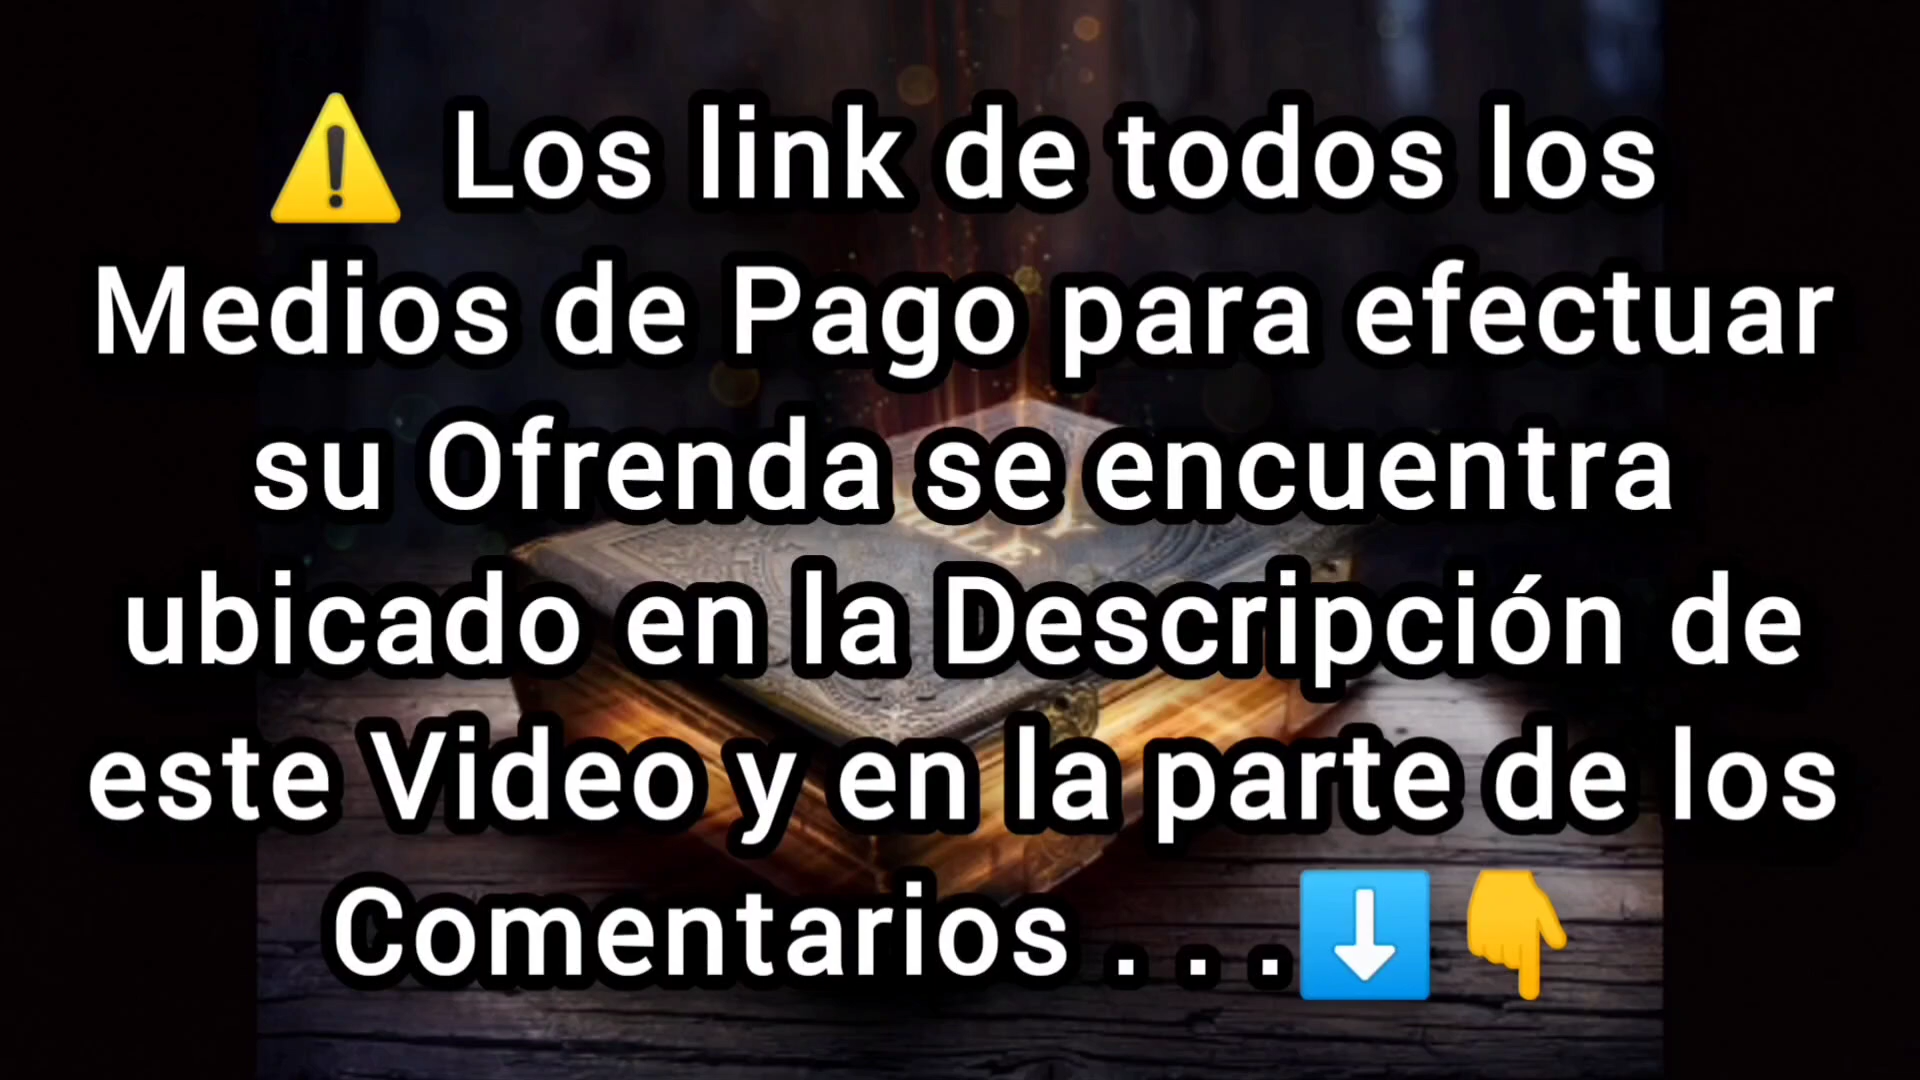 ⚠️ Los link de todos los
Medios de Pago para efectuar
su Ofrenda se encuentra
ubicado en la Descripción de
este Video y en la parte de los
Comentarios . . .⬇️👇